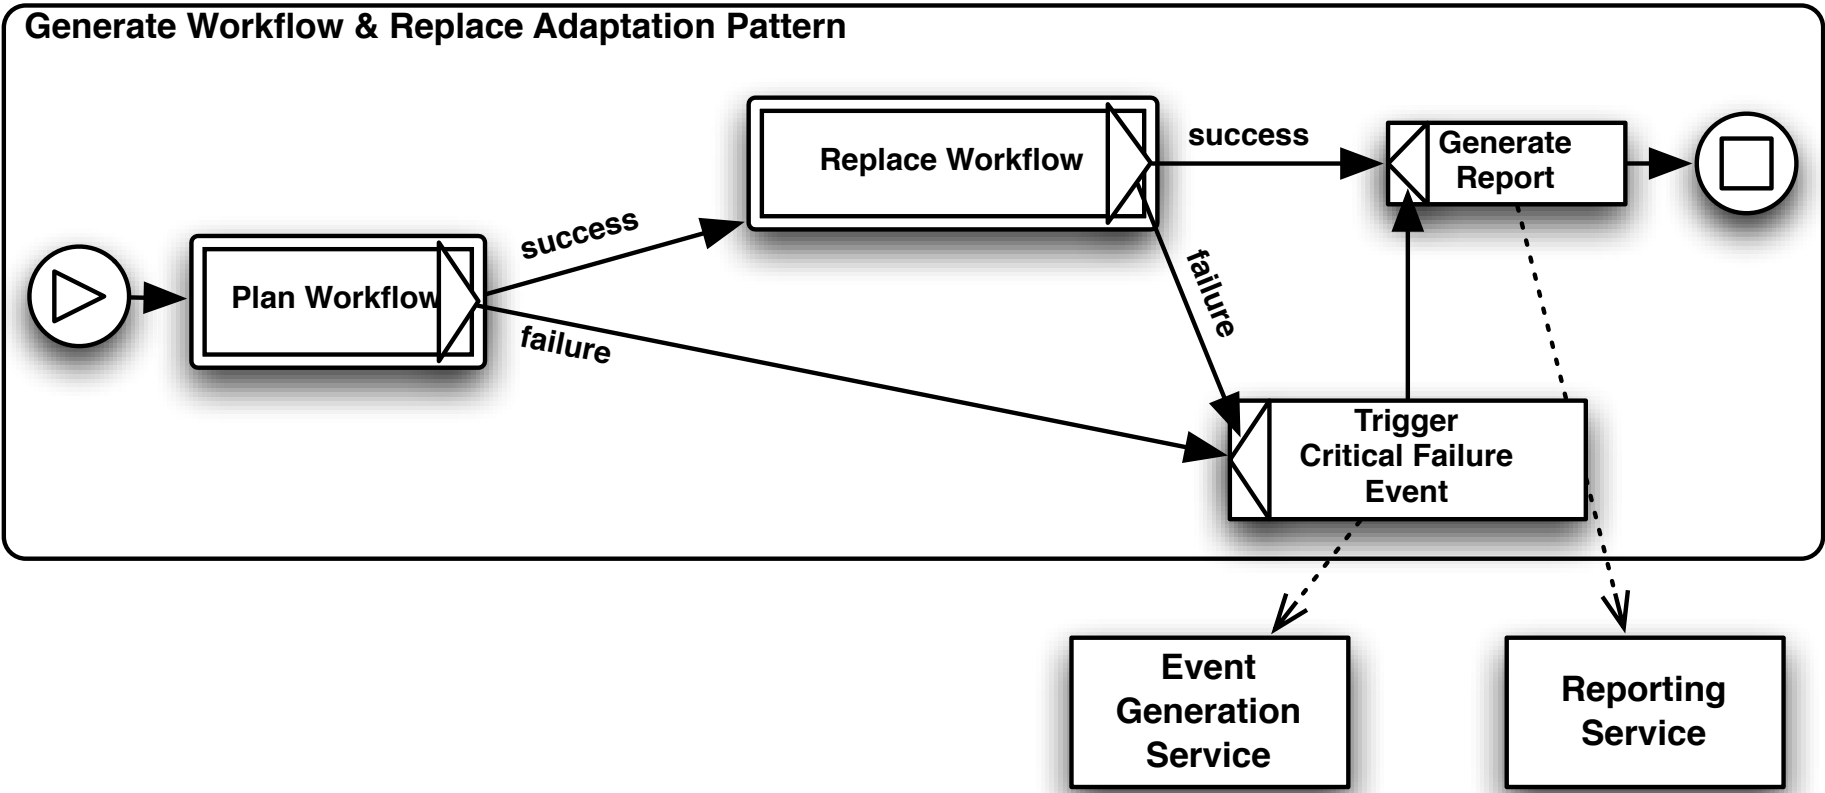 Generate Workflow & Replace Adaptation Pattern
Replace Workflow
success
Generate
Report
success
Plan Workflow
failure
failure
Trigger
Critical Failure
Event
Event
Generation
Service
Reporting
Service